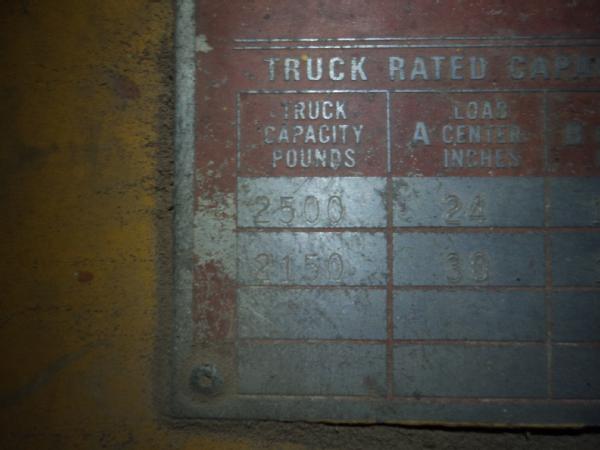 TRUCK RATED
TRUCK CAPACITY POUNDS
A LOAD CENTER INCHES
B
2500 24
2150